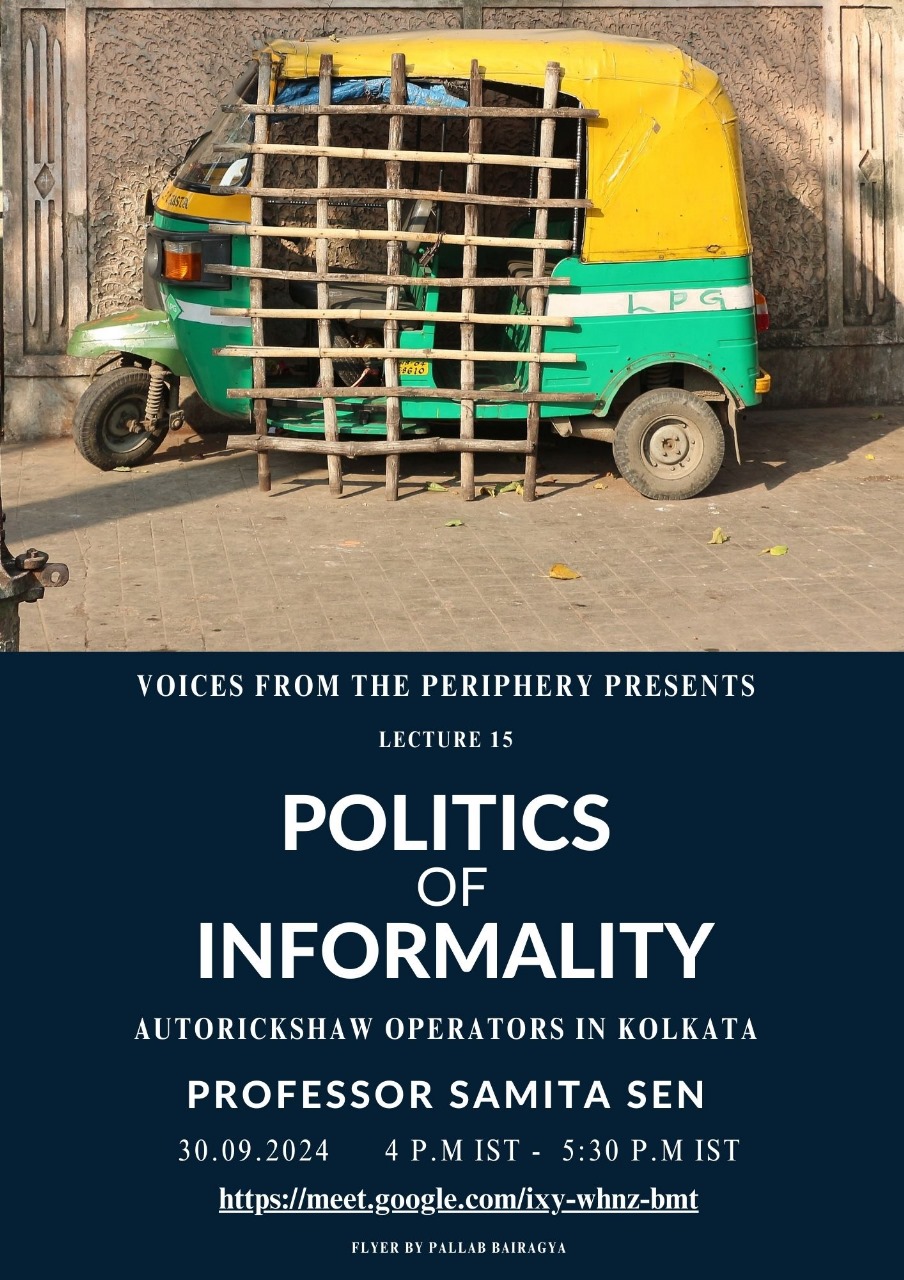 LPG
VOICES FROM THE PERIPHERY PRESENTS
LECTURE 15
POLITICS
OF
INFORMALITY
AUTORICKSHAW OPERATORS IN KOLKATA
PROFESSOR SAMITA SEN
30.09.2024 4 P.M IST - 5:30 P.M IST
https://meet.google.com/ixy-whnz-bmt
FLYER BY PALLAB BAIRAGYA